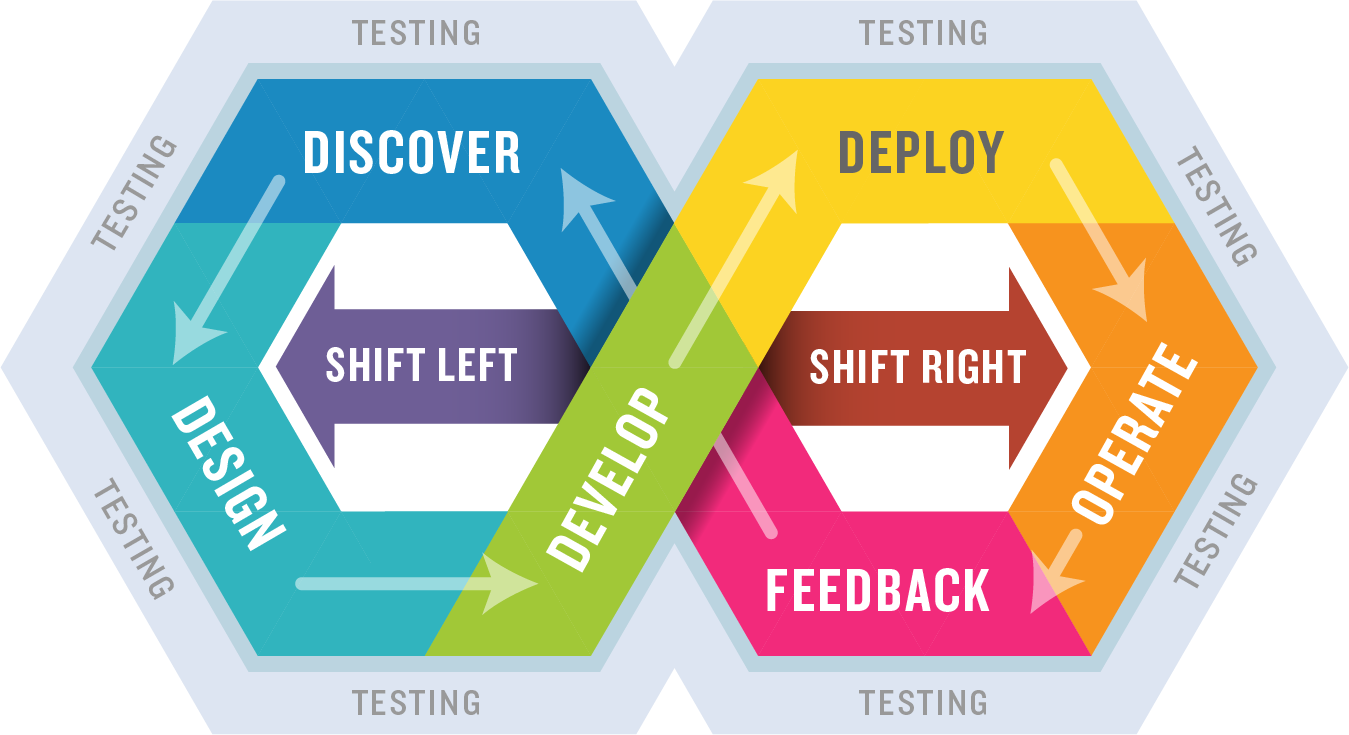 TESTING
TESTING
DISCOVER
DEPLOY
TESTING
TESTING
SHIFT LEFT
SHIFT RIGHT
DESIGN
DEVELOP
OPERATE
TESTING
TESTING
FEEDBACK
TESTING
TESTING